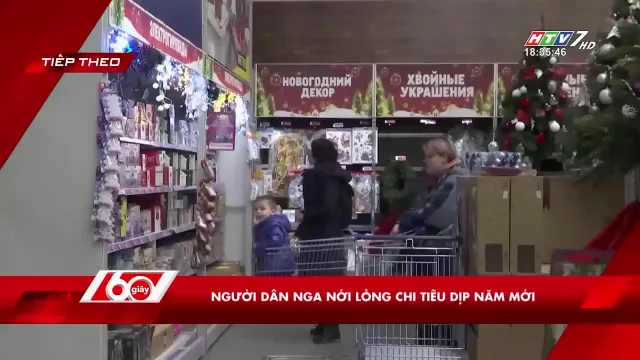 TIẾP THEO
HTV7 HD
18:35:46
ЭЛЕКТРОГИРЛЯНДЫ
НОВОГОДНИЙ
ДЕКОР
ХВОЙНЫЕ
УКРАШЕНИЯ
60 giây
NGƯỜI DÂN NGA NỚI LỎNG CHI TIÊU DỊP NĂM MỚI